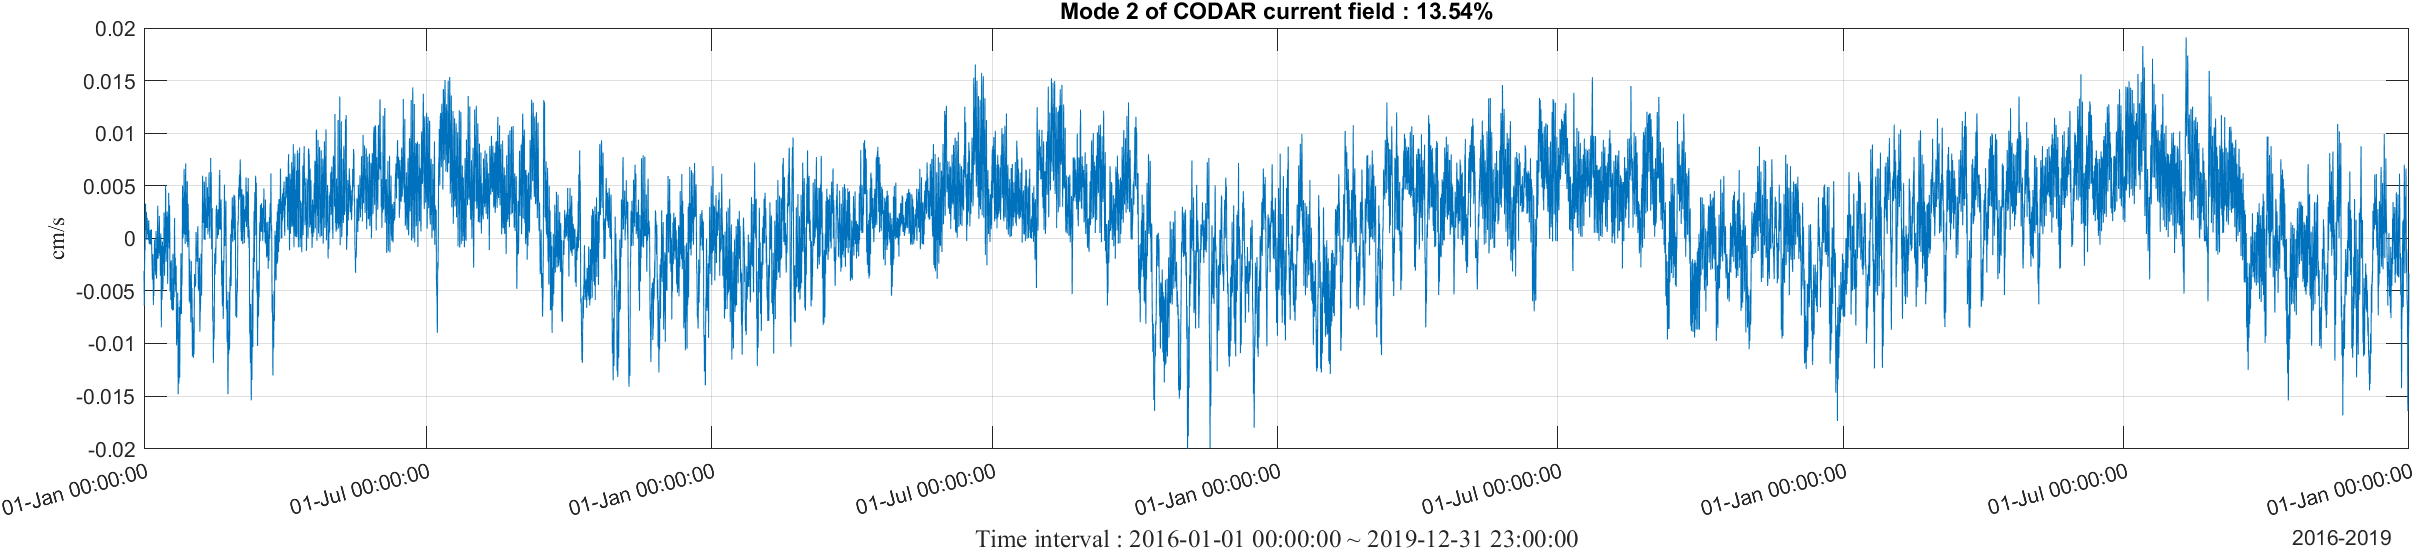 Mode 2 of CODAR current field : 13.54%
cm/s
0.02
0.015
0.01
0.005
0
-0.005
-0.01
-0.015
-0.02
01-Jan 00:00:00
01-Jul 00:00:00
01-Jan 00:00:00
01-Jul 00:00:00
01-Jan 00:00:00
01-Jul 00:00:00
01-Jan 00:00:00
01-Jul 00:00:00
01-Jan 00:00:00
Time interval : 2016-01-01 00:00:00 ~ 2019-12-31 23:00:00
2016-2019